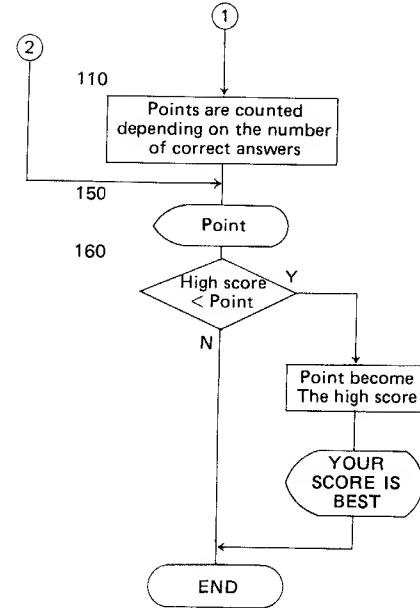 1
2
110
Points are counted
depending on the number
of correct answers
150
Point
160
High score
< Point
Y
N
Point become
The high score
YOUR
SCORE IS
BEST
END